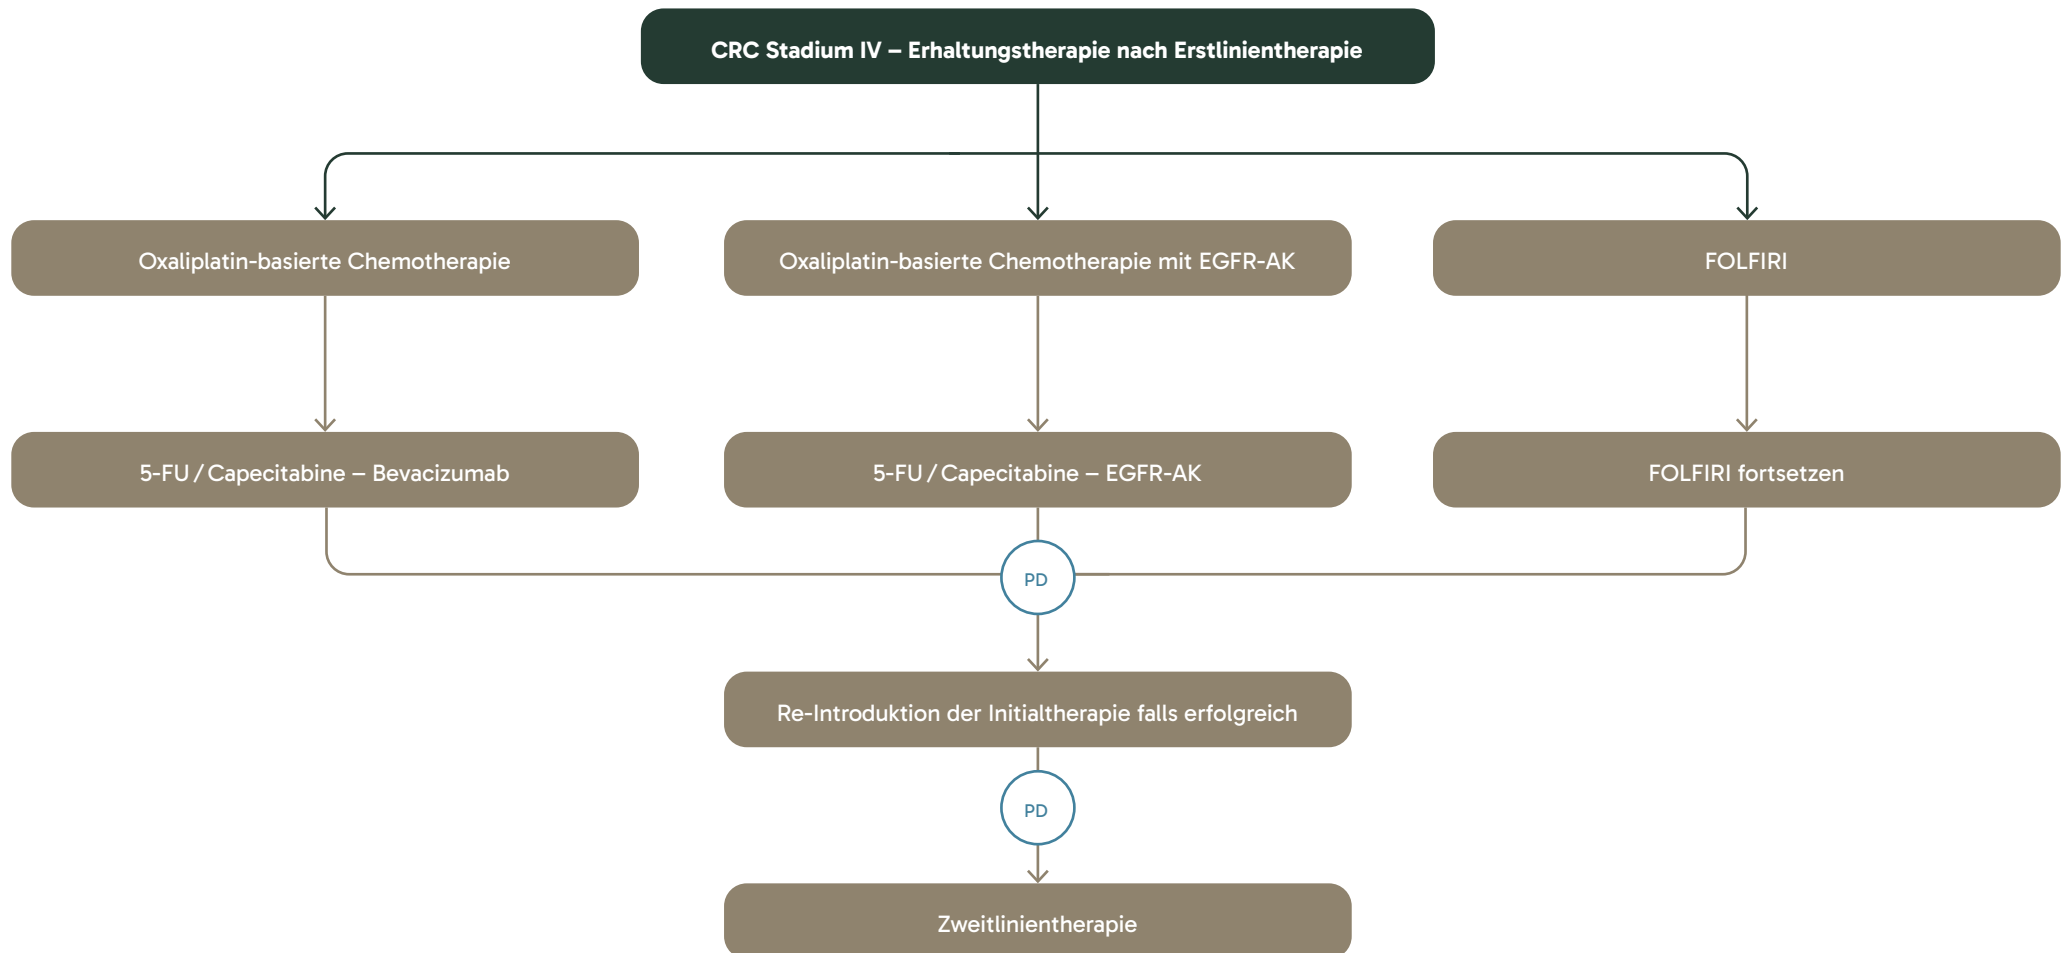 CRC Stadium IV – Erhaltungstherapie nach Erstlinientherapie
Oxaliplatin-basierte Chemotherapie
Oxaliplatin-basierte Chemotherapie mit EGFR-AK
FOLFIRI
5-FU / Capecitabine – Bevacizumab
5-FU / Capecitabine – EGFR-AK
FOLFIRI fortsetzen
PD
Re-Introduktion der Initialtherapie falls erfolgreich
PD
Zweitlinientherapie